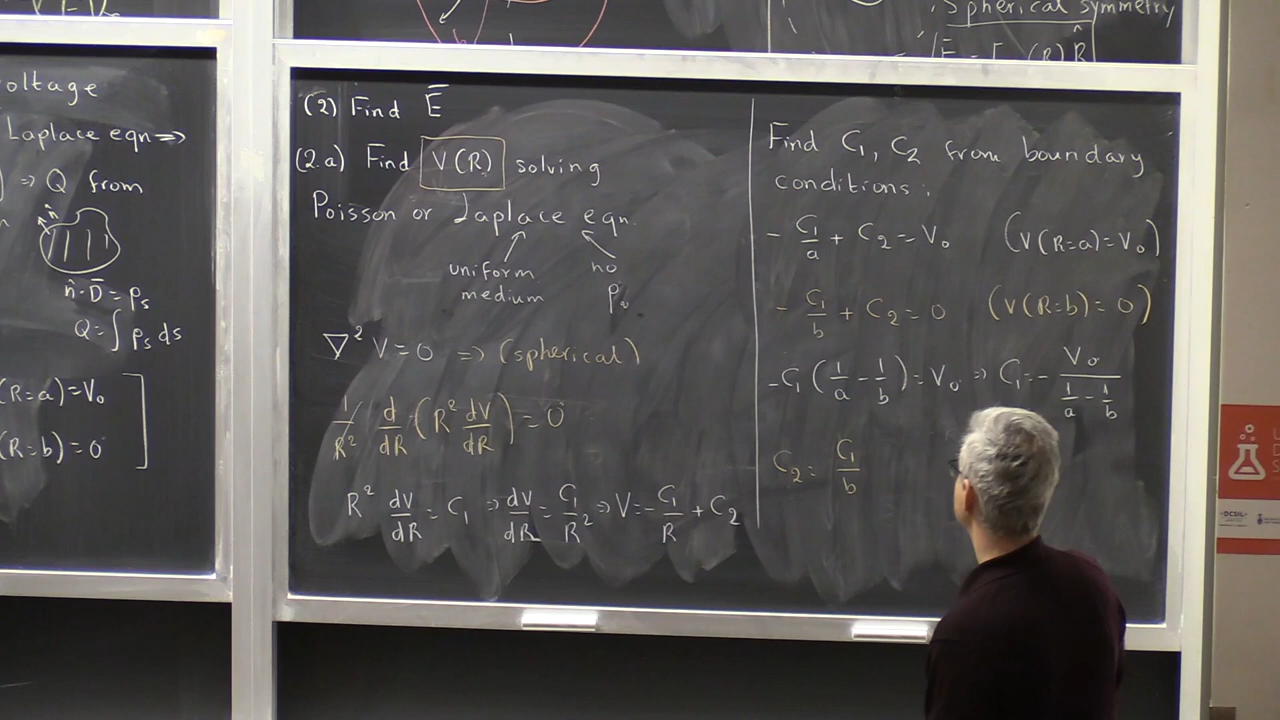 Spherical symmetry
oltage
Laplace eqn ⇒
⇒ Q from
n̂
n̂·D̄ = ρs
Q = ∫ρs ds
(R=a) = V₀
(R=b) = 0
(2) Find Ē
(2.a) Find V(R) solving
Poisson or Laplace eqn.
uniform medium
no ρv
∇²V = 0 ⇒ (spherical)
1/R² d/dR (R² dV/dR) = 0
R² dV/dR = C₁ ⇒ dV/dR = C₁/R² ⇒ V = -C₁/R + C₂
Find C₁, C₂ from boundary
conditions:
- C₁/a + C₂ = V₀ (V(R=a) = V₀)
- C₁/b + C₂ = 0 (V(R=b) = 0)
-C₁ (1/a - 1/b) = V₀ ⇒ C₁ = - V₀/(1/a - 1/b)
C₂ = C₁/b
DCSIL